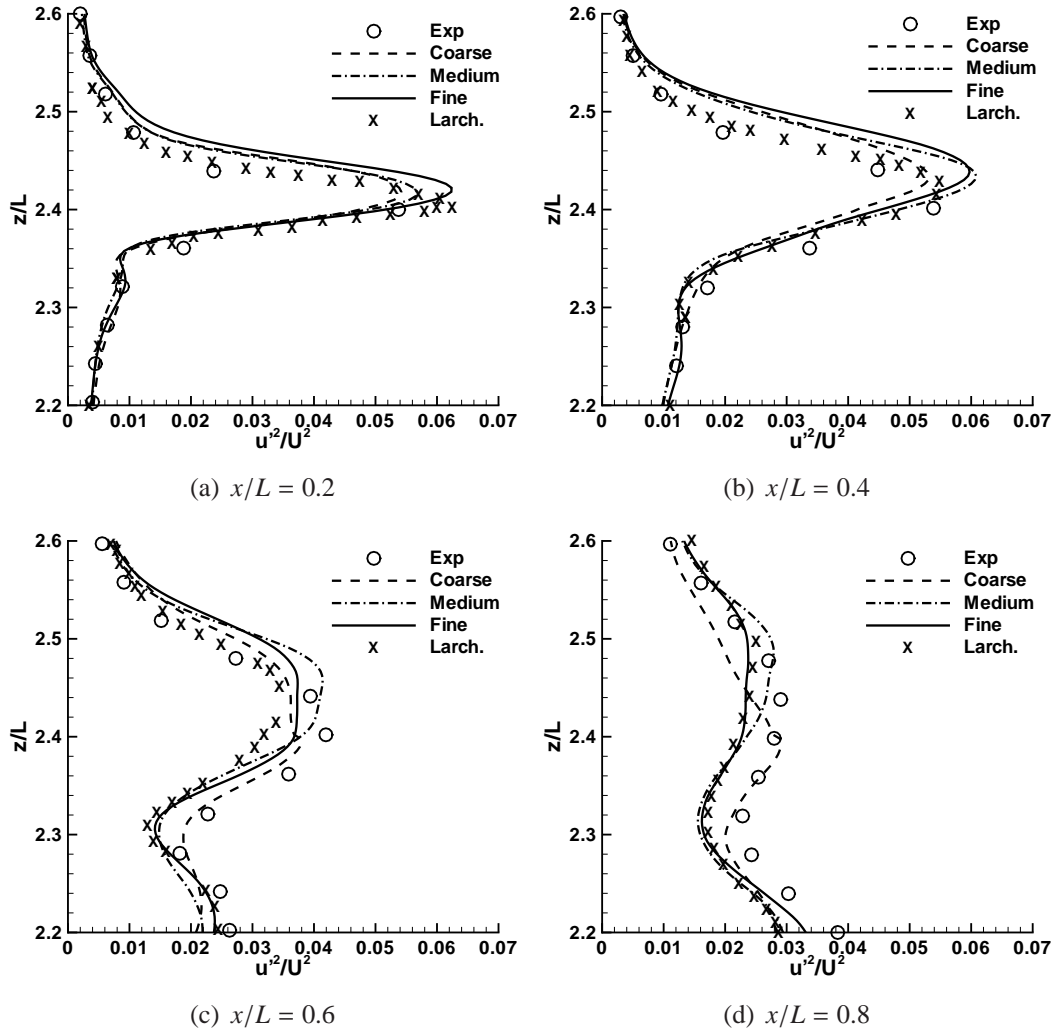 2.6
2.5
2.4
2.3
2.2
z/L
0
0.01
0.02
0.03
0.04
0.05
0.06
0.07
u'²/U²
Exp
Coarse
Medium
Fine
Larch.
(a) x/L = 0.2
2.6
2.5
2.4
2.3
2.2
z/L
0
0.01
0.02
0.03
0.04
0.05
0.06
0.07
u'²/U²
Exp
Coarse
Medium
Fine
Larch.
(b) x/L = 0.4
2.6
2.5
2.4
2.3
2.2
z/L
0
0.01
0.02
0.03
0.04
0.05
0.06
0.07
u'²/U²
Exp
Coarse
Medium
Fine
Larch.
(c) x/L = 0.6
2.6
2.5
2.4
2.3
2.2
z/L
0
0.01
0.02
0.03
0.04
0.05
0.06
0.07
u'²/U²
Exp
Coarse
Medium
Fine
Larch.
(d) x/L = 0.8